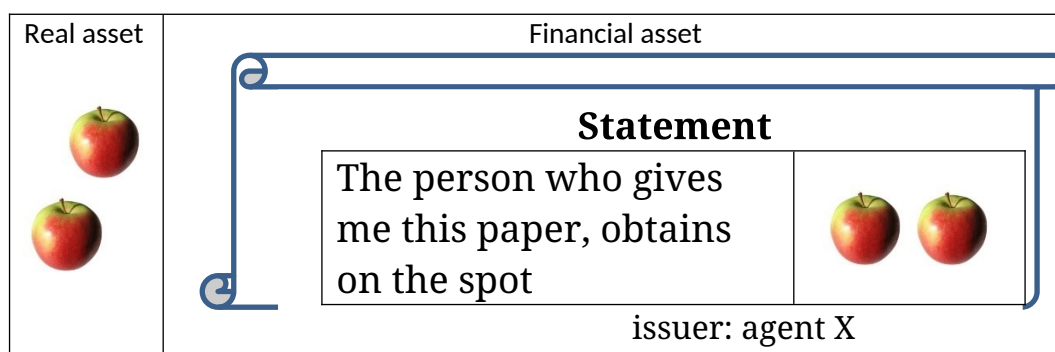 Real asset
Financial asset
Statement
The person who gives
me this paper, obtains
on the spot
issuer: agent X